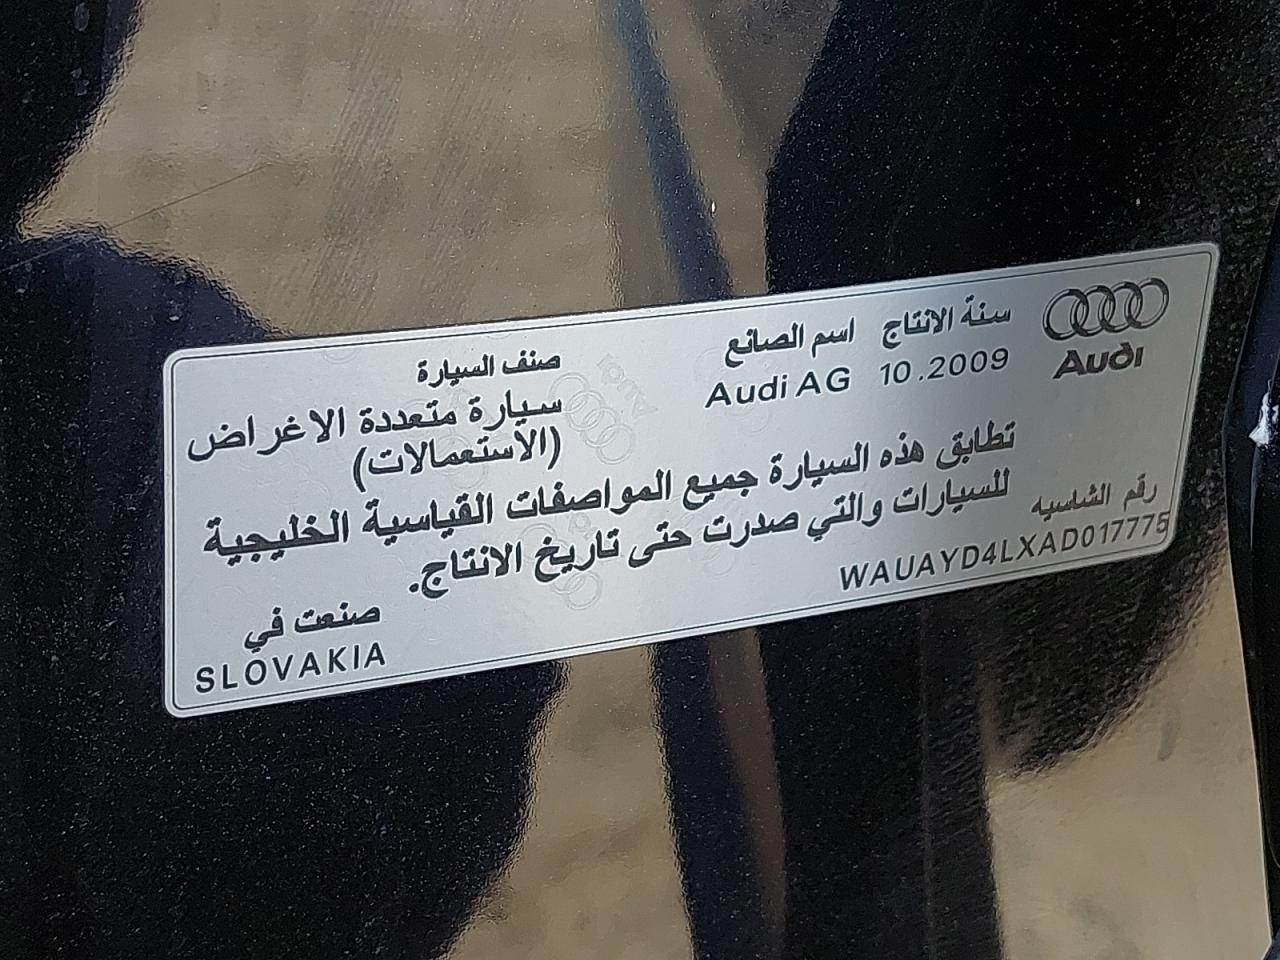 Audi
سنة الانتاج
10.2009
اسم الصانع
Audi AG
صنف السيارة
سيارة متعددة الاغراض
(الاستعمالات)
تطابق هذه السيارة جميع المواصفات القياسية الخليجية
للسيارات والتي صدرت حتى تاريخ الانتاج.
رقم الشاسيه
WAUAYD4LXAD017775
صنعت في
SLOVAKIA